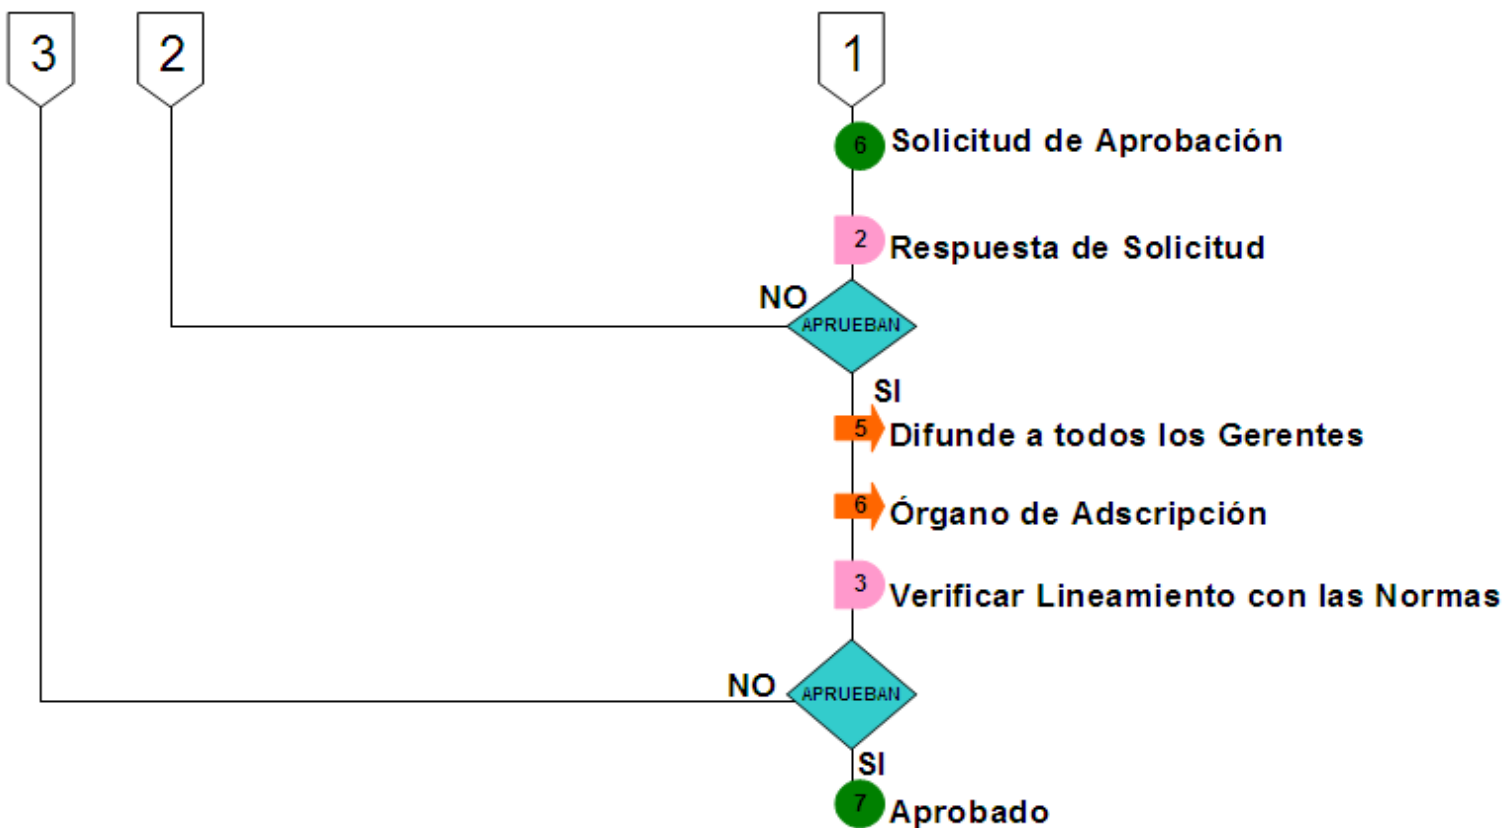 3
2
1
6
Solicitud de Aprobación
2
Respuesta de Solicitud
NO
APRUEBAN
SI
5
Difunde a todos los Gerentes
6
Órgano de Adscripción
3
Verificar Lineamiento con las Normas
NO
APRUEBAN
SI
7
Aprobado